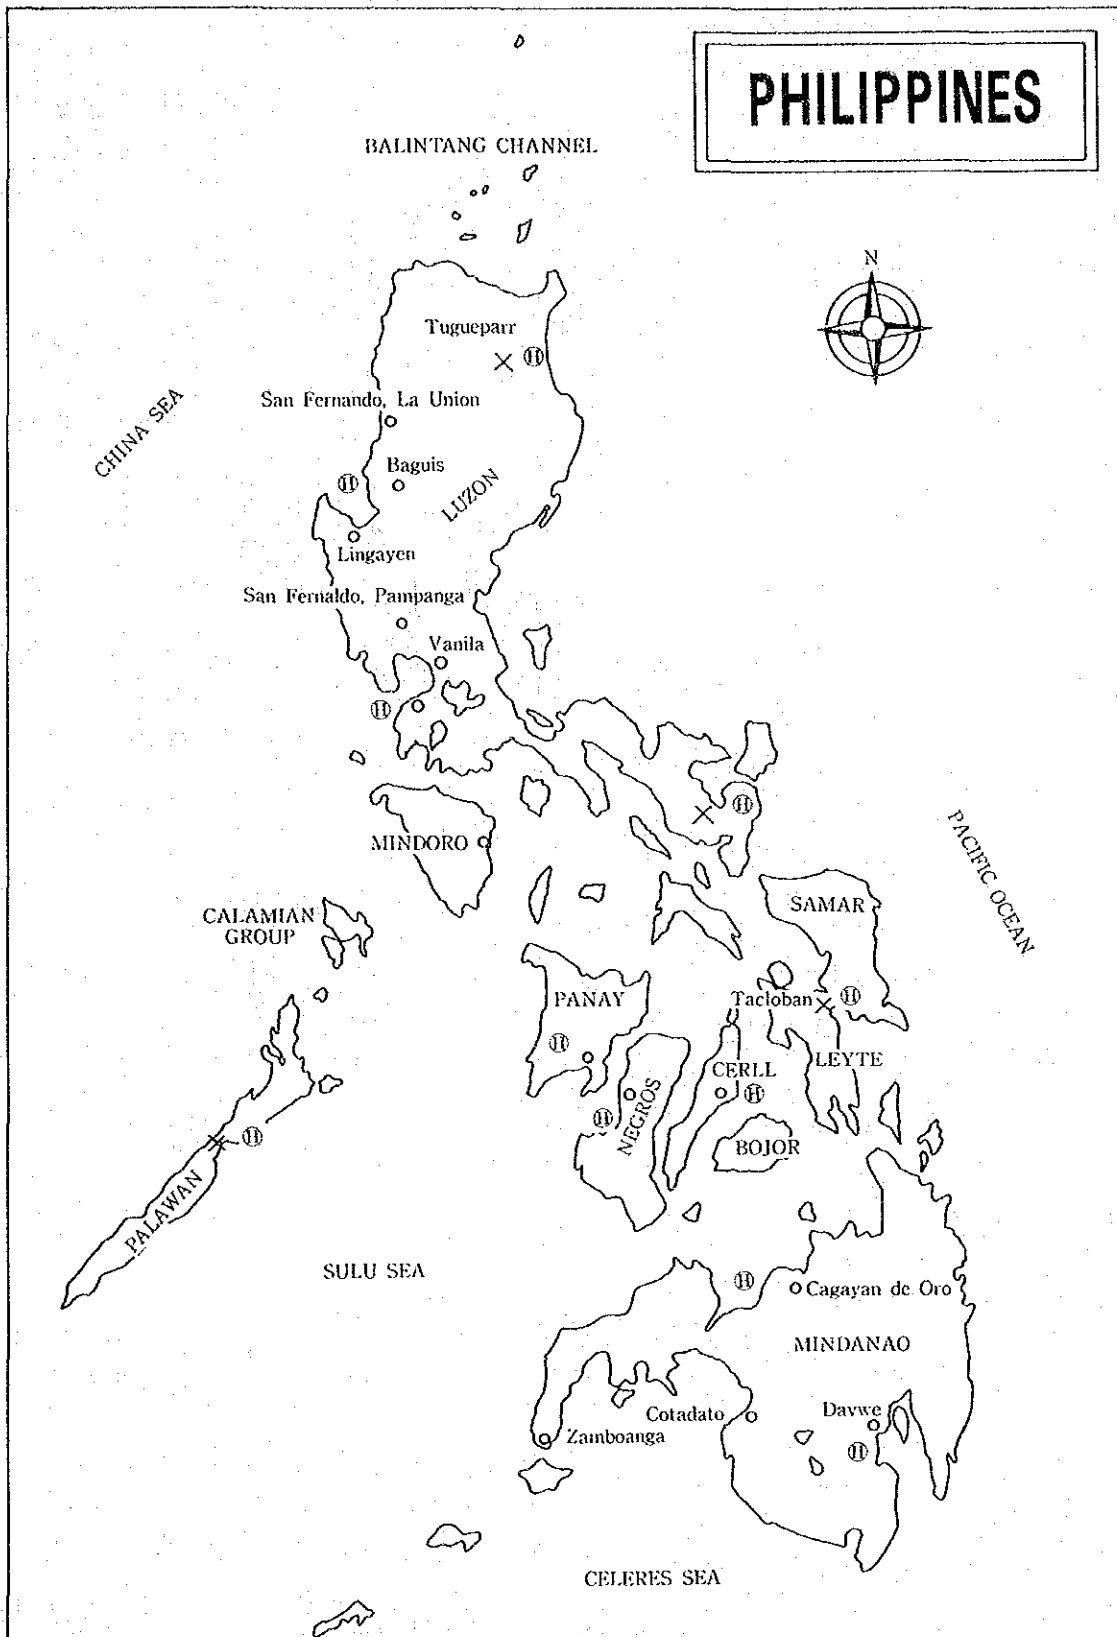 PHILIPPINES
BALINTANG CHANNEL
N
Tugueparr
H
San Fernando, La Union
CHINA SEA
Baguis
H
LUZON
Lingayen
San Fernaldo, Pampanga
Vanila
H
H
MINDORO
PACIFIC OCEAN
SAMAR
CALAMIAN
GROUP
PANAY
Tacloban
H
H
LEYTE
CERLL
H
NEGROS
H
H
BOJOR
PALAWAN
SULU SEA
H
Cagayan de Oro
MINDANAO
Cotadato
Davwe
Zamboanga
H
CELERES SEA